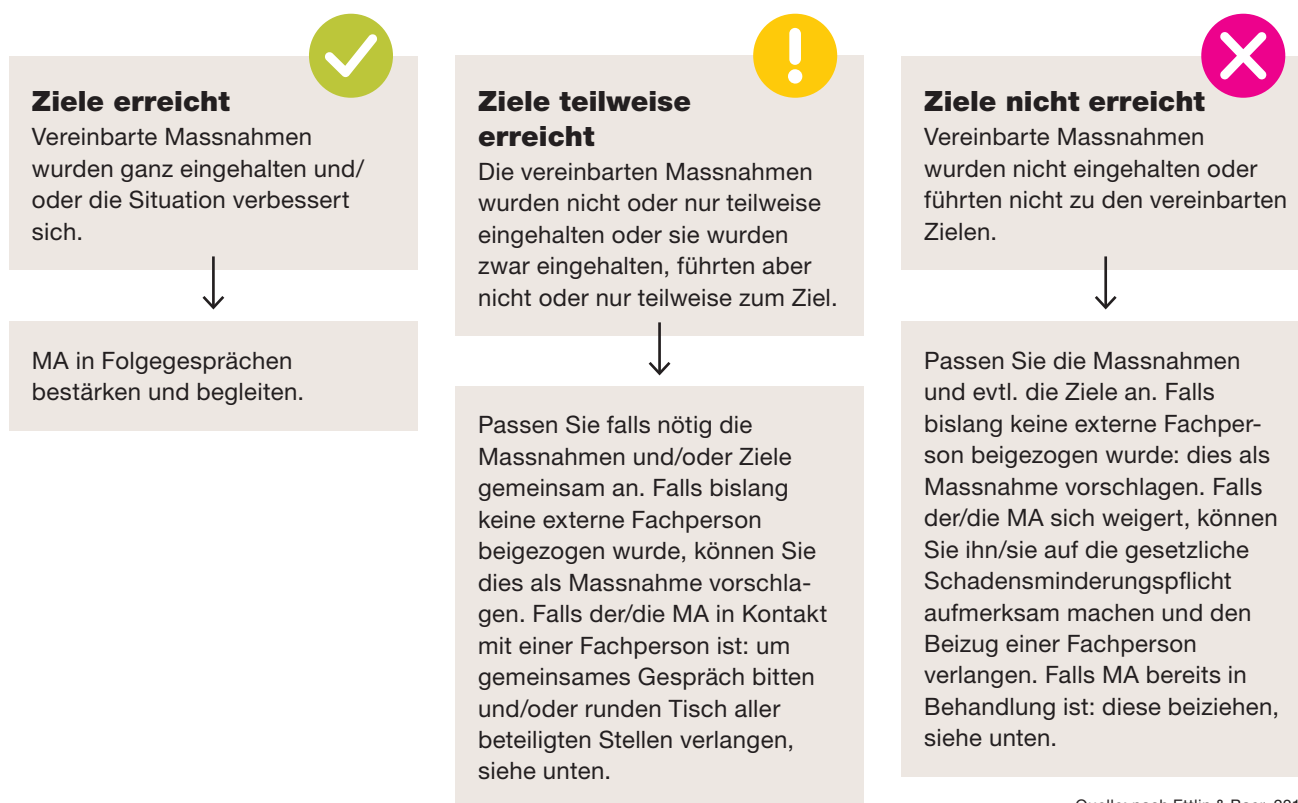 Ziele erreicht
Vereinbarte Massnahmen
wurden ganz eingehalten und/
oder die Situation verbessert
sich.
MA in Folgegesprächen
bestärken und begleiten.
Ziele teilweise
erreicht
Die vereinbarten Massnahmen
wurden nicht oder nur teilweise
eingehalten oder sie wurden
zwar eingehalten, führten aber
nicht oder nur teilweise zum Ziel.
Passen Sie falls nötig die
Massnahmen und/oder Ziele
gemeinsam an. Falls bislang
keine externe Fachperson
beigezogen wurde, können Sie
dies als Massnahme vorschla-
gen. Falls der/die MA in Kontakt
mit einer Fachperson ist: um
gemeinsames Gespräch bitten
und/oder runden Tisch aller
beteiligten Stellen verlangen,
siehe unten.
Ziele nicht erreicht
Vereinbarte Massnahmen
wurden nicht eingehalten oder
führten nicht zu den vereinbarten
Zielen.
Passen Sie die Massnahmen
und evtl. die Ziele an. Falls
bislang keine externe Fachper-
son beigezogen wurde: dies als
Massnahme vorschlagen. Falls
der/die MA sich weigert, können
Sie ihn/sie auf die gesetzliche
Schadensminderungspflicht
aufmerksam machen und den
Beizug einer Fachperson
verlangen. Falls MA bereits in
Behandlung ist: diese beiziehen,
siehe unten.